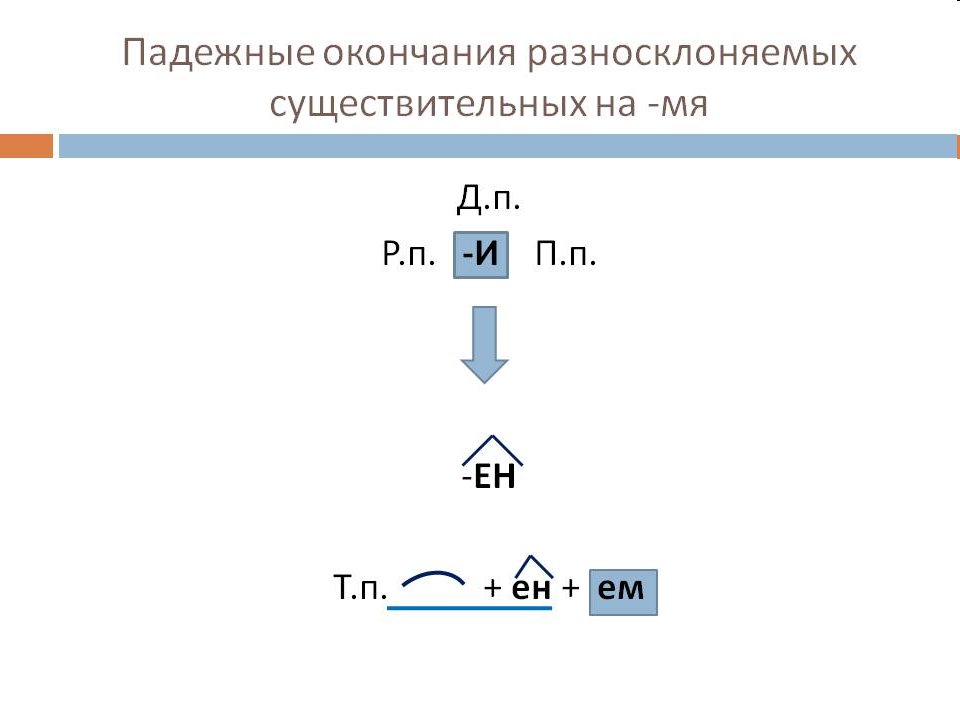 Падежные окончания разносклоняемых
существительных на -мя
Д.п.
Р.п. -И П.п.
-ЕН
Т.п. + ен + ем